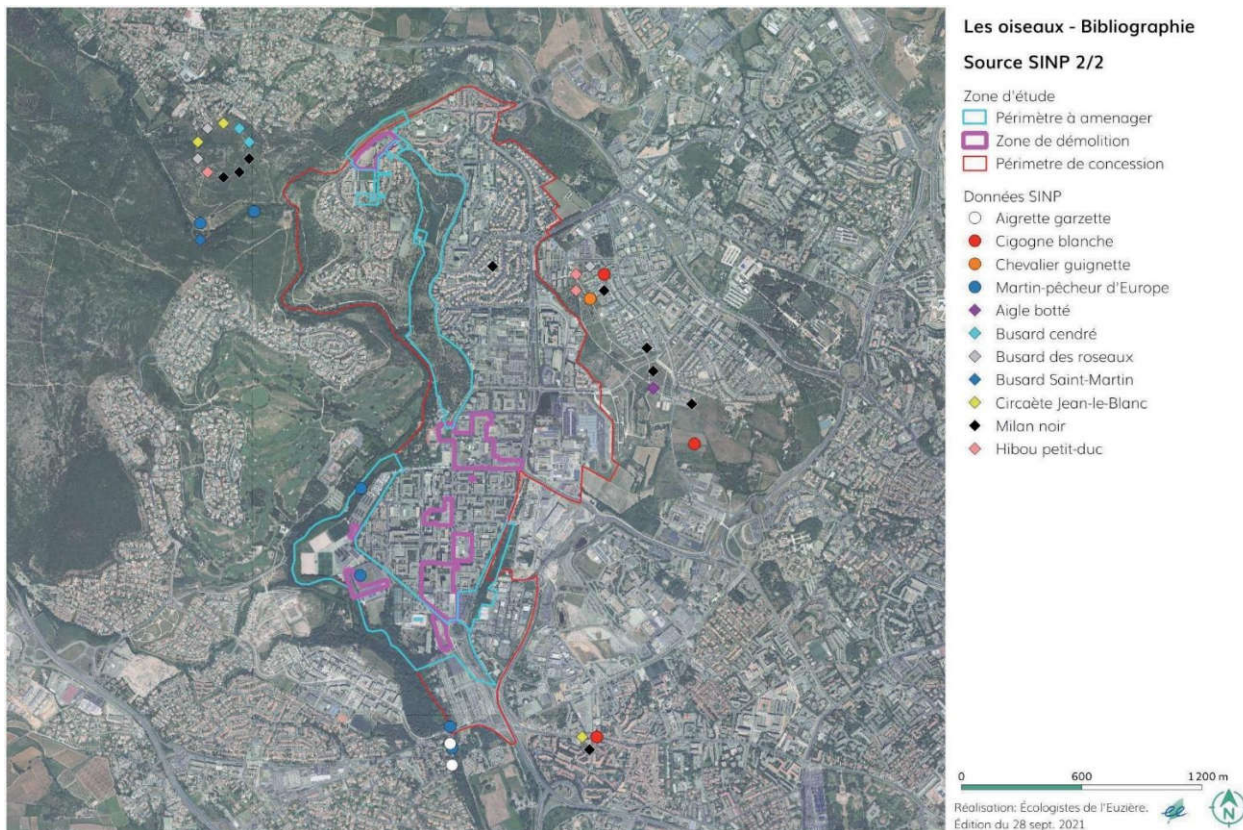 Les oiseaux - Bibliographie
Source SINP 2/2
Zone d'étude
Périmètre à amenager
Zone de démolition
Périmetre de concession
Données SINP
Aigrette garzette
Cigogne blanche
Chevalier guignette
Martin-pêcheur d'Europe
Aigle botté
Busard cendré
Busard des roseaux
Busard Saint-Martin
Circaète Jean-le-Blanc
Milan noir
Hibou petit-duc
0 600 1200 m
Réalisation: Écologistes de l'Euzière.
Édition du 28 sept. 2021
ee
N